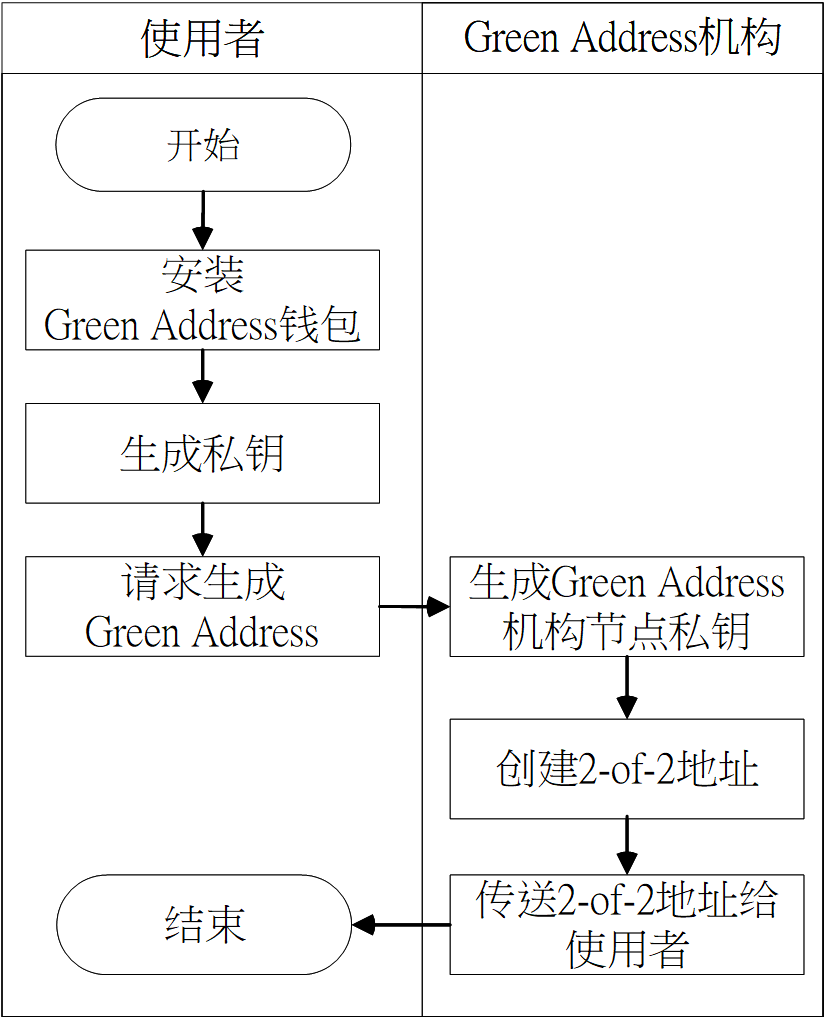 使用者
Green Address机构
开始
安装
Green Address钱包
生成私钥
请求生成
Green Address
生成Green Address
机构节点私钥
创建2-of-2地址
传送2-of-2地址给
使用者
结束